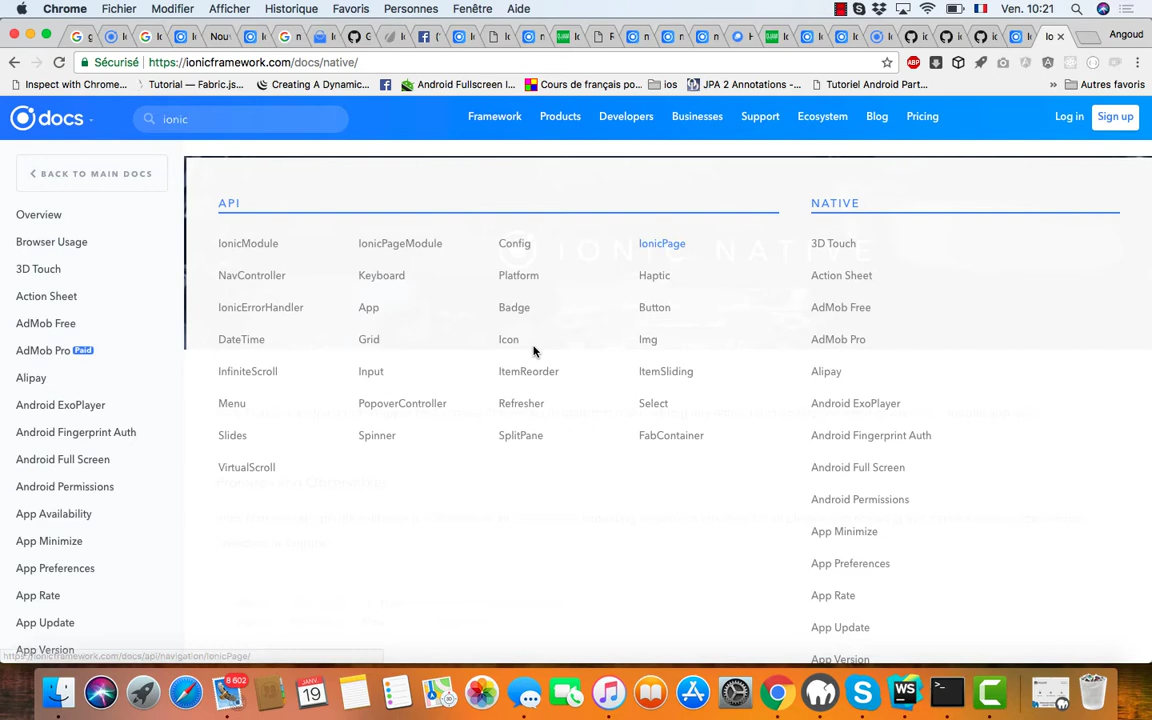 Chrome Fichier Modifier Afficher Historique Favoris Personnes Fenêtre Aide Ven. 10:21
Nou Angoud
Sécurisé https://ionicframework.com/docs/native/
Inspect with Chrome... Tutorial — Fabric.js... Creating A Dynamic... Android Fullscreen I... Cours de français po... ios JPA 2 Annotations -... Tutoriel Android Part... » Autres favoris
docs ionic Framework Products Developers Businesses Support Ecosystem Blog Pricing Log in Sign up
BACK TO MAIN DOCS
Overview
Browser Usage
3D Touch
Action Sheet
AdMob Free
AdMob Pro Paid
Alipay
Android ExoPlayer
Android Fingerprint Auth
Android Full Screen
Android Permissions
App Availability
App Minimize
App Preferences
App Rate
App Update
App Version
IONIC NATIVE
API
IonicModule IonicPageModule Config IonicPage
NavController Keyboard Platform Haptic
IonicErrorHandler App Badge Button
DateTime Grid Icon Img
InfiniteScroll Input ItemReorder ItemSliding
Menu PopoverController Refresher Select
Slides Spinner SplitPane FabContainer
VirtualScroll
NATIVE
3D Touch
Action Sheet
AdMob Free
AdMob Pro
Alipay
Android ExoPlayer
Android Fingerprint Auth
Android Full Screen
Android Permissions
App Minimize
App Preferences
App Rate
App Update
App Version
https://ionicframework.com/docs/api/navigation/IonicPage/
8 602
JANV.
19
WS